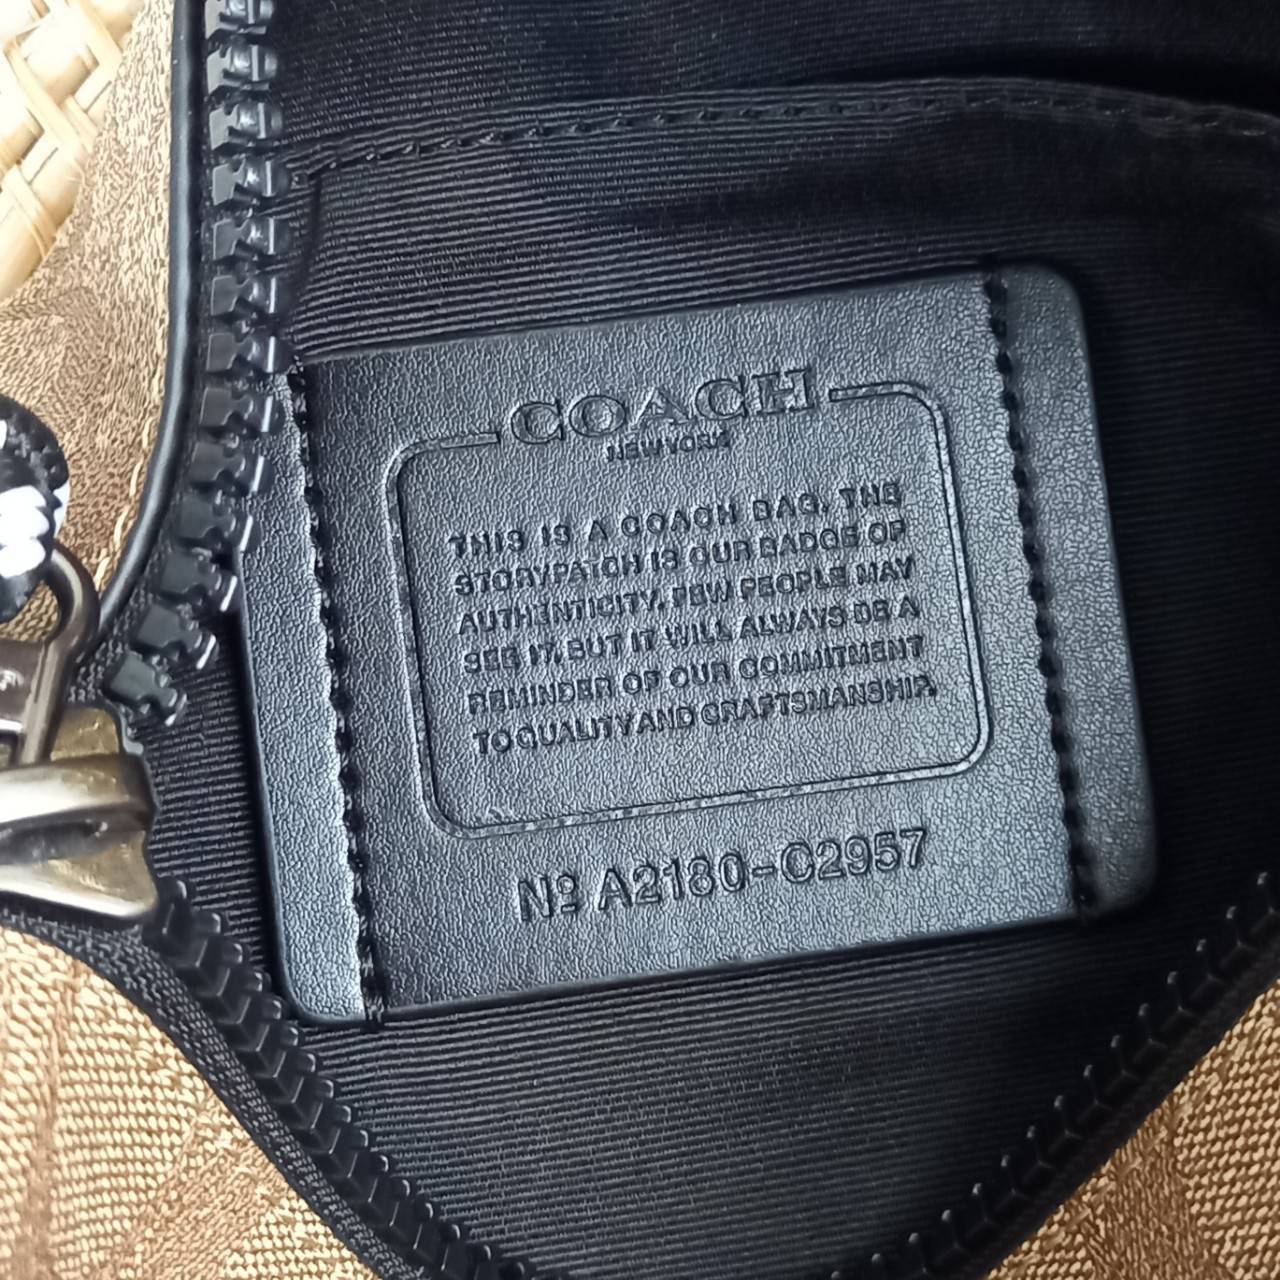 COACH
NEW YORK
THIS IS A COACH BAG. THE
STORYPATCH IS OUR BADGE OF
AUTHENTICITY. FEW PEOPLE MAY
SEE IT, BUT IT WILL ALWAYS BE A
REMINDER OF OUR COMMITMENT
TO QUALITY AND CRAFTSMANSHIP.
Nº A2180-C2957